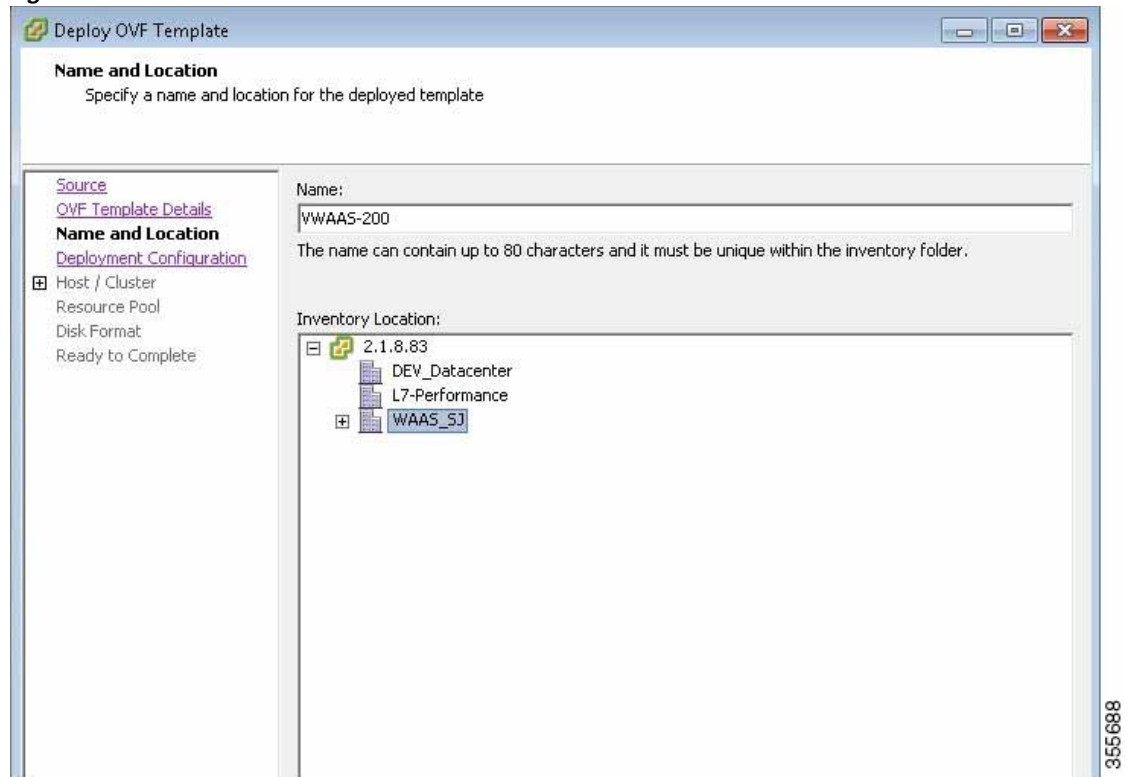 Deploy OVF Template
Name and Location
Specify a name and location for the deployed template
Source
OVF Template Details
Name and Location
Deployment Configuration
Host / Cluster
Resource Pool
Disk Format
Ready to Complete
Name:
VWAAS-200
The name can contain up to 80 characters and it must be unique within the inventory folder.
Inventory Location:
2.1.8.83
DEV_Datacenter
L7-Performance
WAAS_SJ
355688